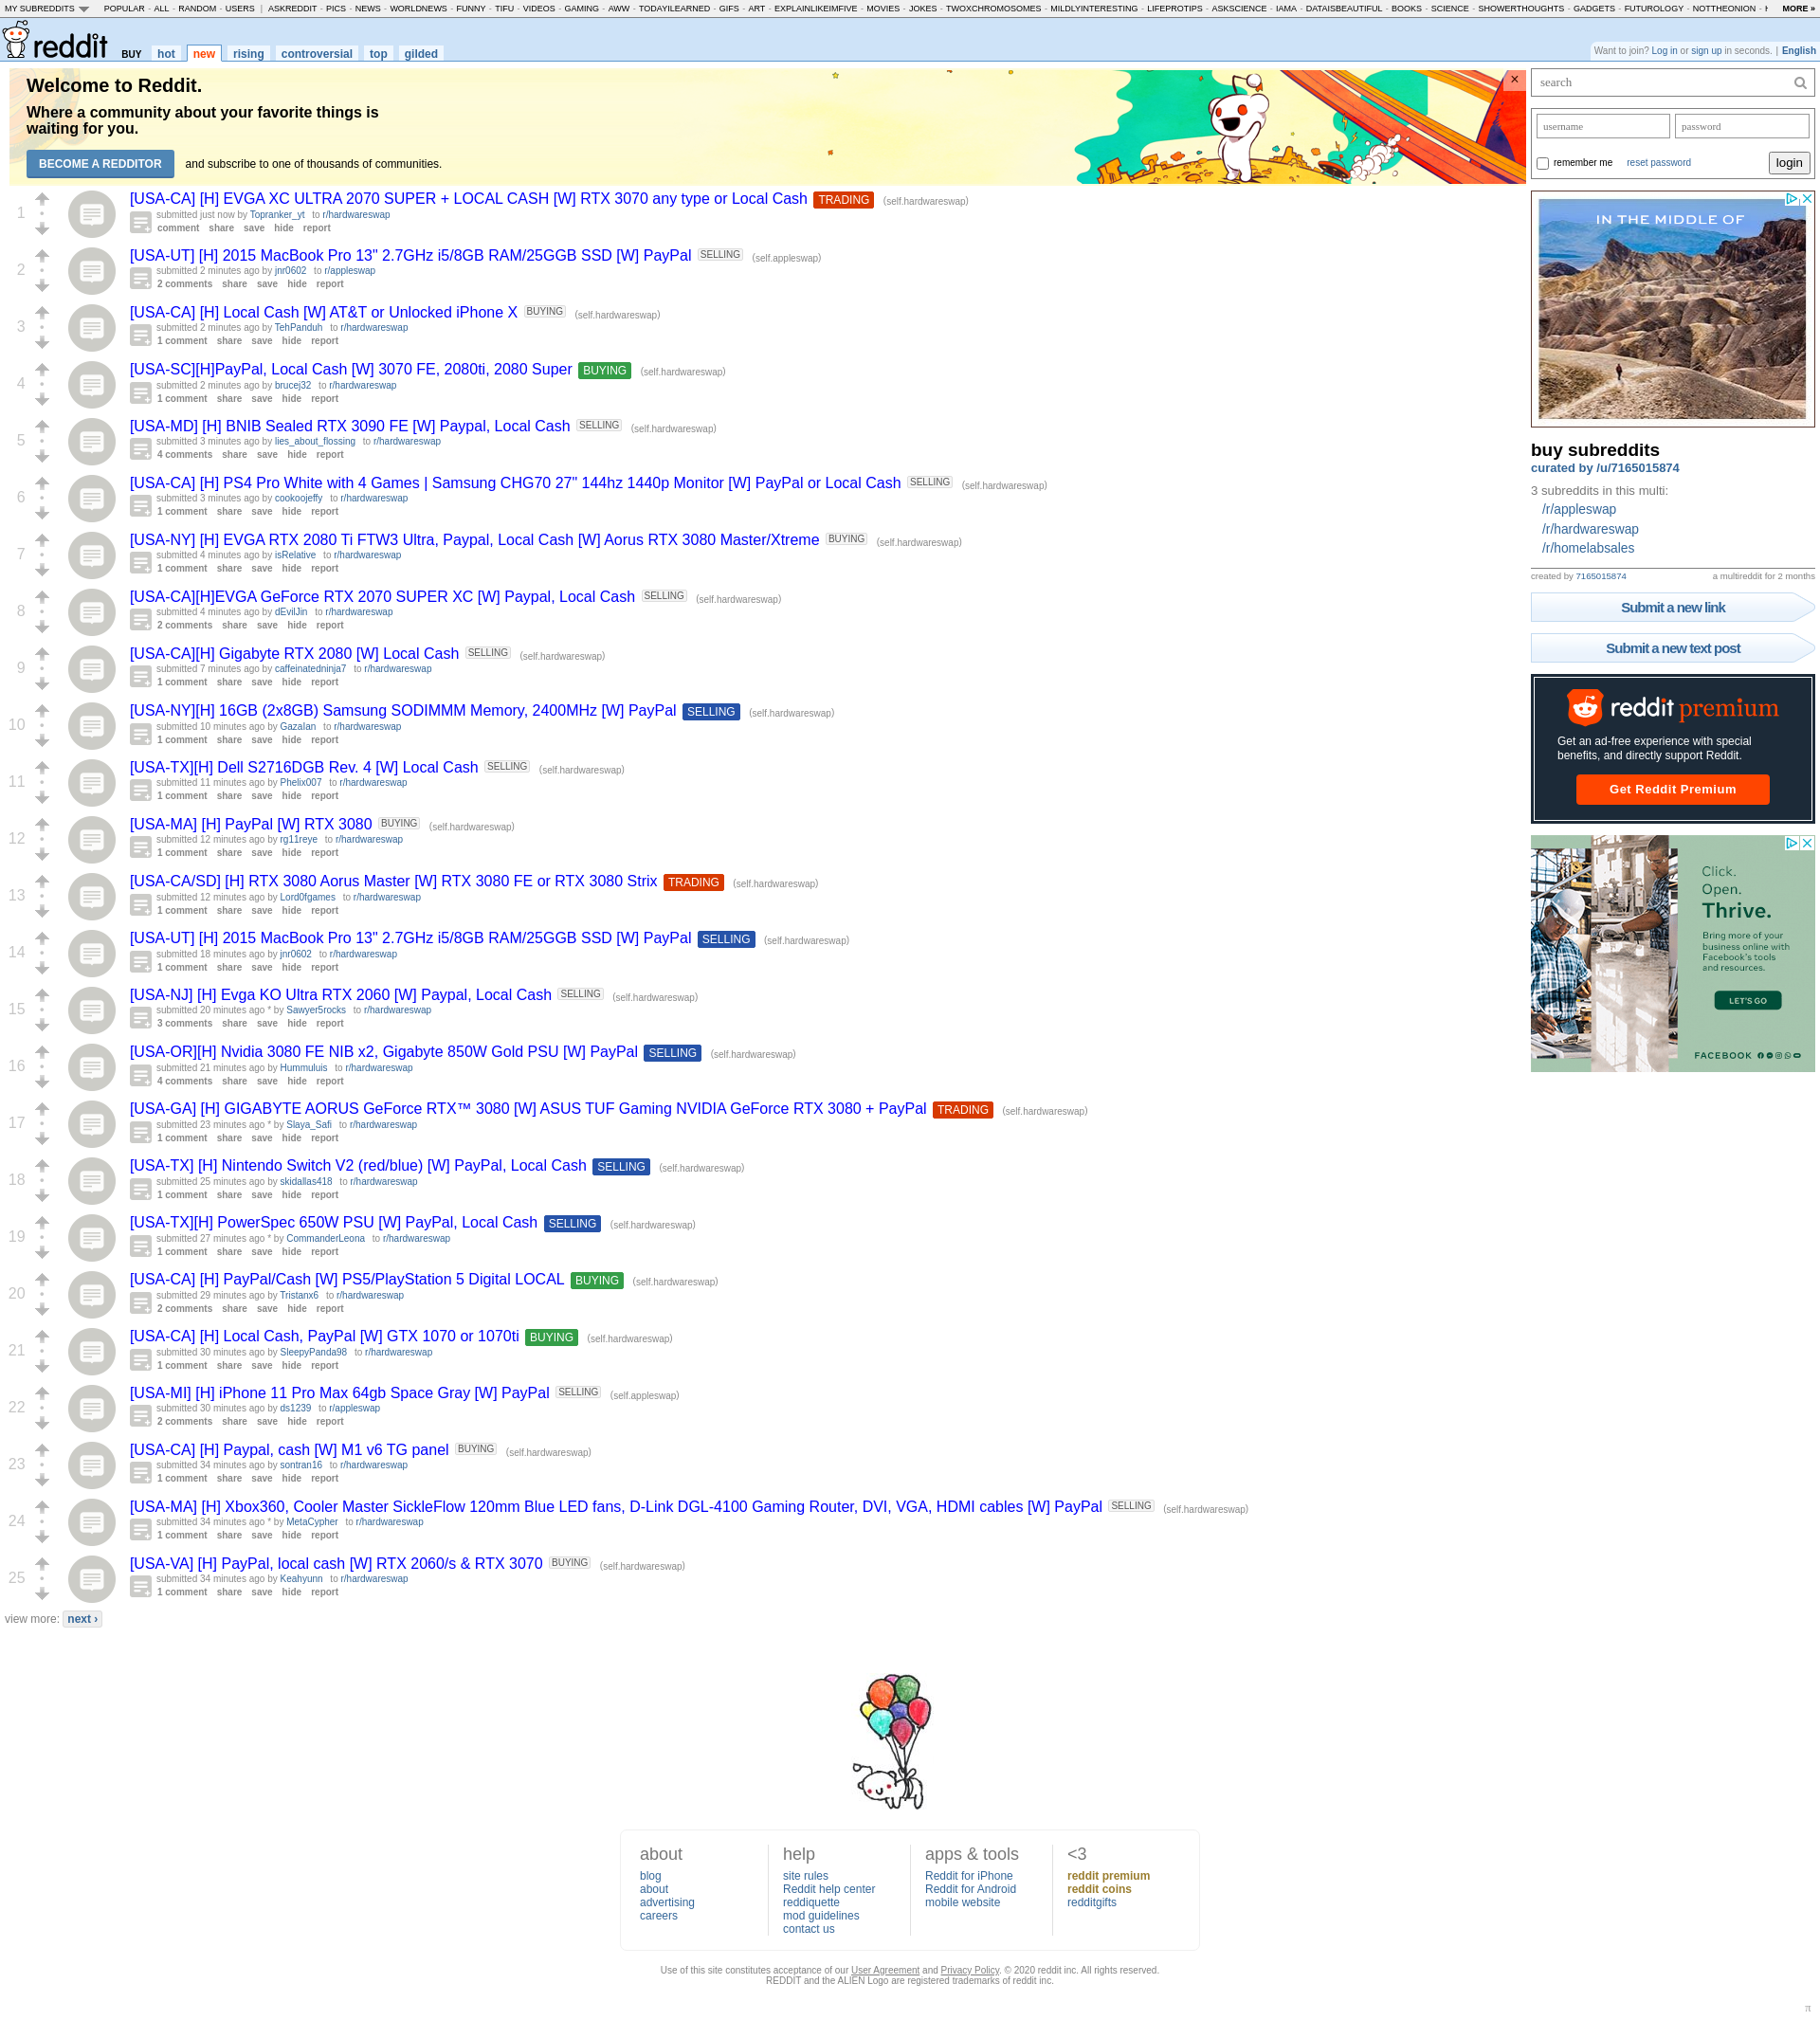 MY SUBREDDITS POPULAR - ALL - RANDOM - USERS | ASKREDDIT - PICS - NEWS - WORLDNEWS - FUNNY - TIFU - VIDEOS - GAMING - AWW - TODAYILEARNED - GIFS - ART - EXPLAINLIKEIMFIVE - MOVIES - JOKES - TWOXCHROMOSOMES - MILDLYINTERESTING - LIFEPROTIPS - ASKSCIENCE - IAMA - DATAISBEAUTIFUL - BOOKS - SCIENCE - SHOWERTHOUGHTS - GADGETS - FUTUROLOGY - NOTTHEONION - MORE »
reddit BUY hot new rising controversial top gilded
Want to join? Log in or sign up in seconds. | English
Welcome to Reddit.
Where a community about your favorite things is
waiting for you.
BECOME A REDDITOR and subscribe to one of thousands of communities.
×
1
[USA-CA] [H] EVGA XC ULTRA 2070 SUPER + LOCAL CASH [W] RTX 3070 any type or Local Cash TRADING (self.hardwareswap)
submitted just now by Topranker_yt to r/hardwareswap
comment share save hide report
2
[USA-UT] [H] 2015 MacBook Pro 13" 2.7GHz i5/8GB RAM/25GGB SSD [W] PayPal SELLING (self.appleswap)
submitted 2 minutes ago by jnr0602 to r/appleswap
2 comments share save hide report
3
[USA-CA] [H] Local Cash [W] AT&T or Unlocked iPhone X BUYING (self.hardwareswap)
submitted 2 minutes ago by TehPanduh to r/hardwareswap
1 comment share save hide report
4
[USA-SC][H]PayPal, Local Cash [W] 3070 FE, 2080ti, 2080 Super BUYING (self.hardwareswap)
submitted 2 minutes ago by brucej32 to r/hardwareswap
1 comment share save hide report
5
[USA-MD] [H] BNIB Sealed RTX 3090 FE [W] Paypal, Local Cash SELLING (self.hardwareswap)
submitted 3 minutes ago by lies_about_flossing to r/hardwareswap
4 comments share save hide report
6
[USA-CA] [H] PS4 Pro White with 4 Games | Samsung CHG70 27" 144hz 1440p Monitor [W] PayPal or Local Cash SELLING (self.hardwareswap)
submitted 3 minutes ago by cookoojeffy to r/hardwareswap
1 comment share save hide report
7
[USA-NY] [H] EVGA RTX 2080 Ti FTW3 Ultra, Paypal, Local Cash [W] Aorus RTX 3080 Master/Xtreme BUYING (self.hardwareswap)
submitted 4 minutes ago by isRelative to r/hardwareswap
1 comment share save hide report
8
[USA-CA][H]EVGA GeForce RTX 2070 SUPER XC [W] Paypal, Local Cash SELLING (self.hardwareswap)
submitted 4 minutes ago by dEvilJin to r/hardwareswap
2 comments share save hide report
9
[USA-CA][H] Gigabyte RTX 2080 [W] Local Cash SELLING (self.hardwareswap)
submitted 7 minutes ago by caffeinatedninja7 to r/hardwareswap
1 comment share save hide report
10
[USA-NY][H] 16GB (2x8GB) Samsung SODIMMM Memory, 2400MHz [W] PayPal SELLING (self.hardwareswap)
submitted 10 minutes ago by Gazalan to r/hardwareswap
1 comment share save hide report
11
[USA-TX][H] Dell S2716DGB Rev. 4 [W] Local Cash SELLING (self.hardwareswap)
submitted 11 minutes ago by Phelix007 to r/hardwareswap
1 comment share save hide report
12
[USA-MA] [H] PayPal [W] RTX 3080 BUYING (self.hardwareswap)
submitted 12 minutes ago by rg11reye to r/hardwareswap
1 comment share save hide report
13
[USA-CA/SD] [H] RTX 3080 Aorus Master [W] RTX 3080 FE or RTX 3080 Strix TRADING (self.hardwareswap)
submitted 12 minutes ago by Lord0fgames to r/hardwareswap
1 comment share save hide report
14
[USA-UT] [H] 2015 MacBook Pro 13" 2.7GHz i5/8GB RAM/25GGB SSD [W] PayPal SELLING (self.hardwareswap)
submitted 18 minutes ago by jnr0602 to r/hardwareswap
1 comment share save hide report
15
[USA-NJ] [H] Evga KO Ultra RTX 2060 [W] Paypal, Local Cash SELLING (self.hardwareswap)
submitted 20 minutes ago * by Sawyer5rocks to r/hardwareswap
3 comments share save hide report
16
[USA-OR][H] Nvidia 3080 FE NIB x2, Gigabyte 850W Gold PSU [W] PayPal SELLING (self.hardwareswap)
submitted 21 minutes ago by Hummuluis to r/hardwareswap
4 comments share save hide report
17
[USA-GA] [H] GIGABYTE AORUS GeForce RTX™ 3080 [W] ASUS TUF Gaming NVIDIA GeForce RTX 3080 + PayPal TRADING (self.hardwareswap)
submitted 23 minutes ago * by Slaya_Safi to r/hardwareswap
1 comment share save hide report
18
[USA-TX] [H] Nintendo Switch V2 (red/blue) [W] PayPal, Local Cash SELLING (self.hardwareswap)
submitted 25 minutes ago by skidallas418 to r/hardwareswap
1 comment share save hide report
19
[USA-TX][H] PowerSpec 650W PSU [W] PayPal, Local Cash SELLING (self.hardwareswap)
submitted 27 minutes ago * by CommanderLeona to r/hardwareswap
1 comment share save hide report
20
[USA-CA] [H] PayPal/Cash [W] PS5/PlayStation 5 Digital LOCAL BUYING (self.hardwareswap)
submitted 29 minutes ago by Tristanx6 to r/hardwareswap
2 comments share save hide report
21
[USA-CA] [H] Local Cash, PayPal [W] GTX 1070 or 1070ti BUYING (self.hardwareswap)
submitted 30 minutes ago by SleepyPanda98 to r/hardwareswap
1 comment share save hide report
22
[USA-MI] [H] iPhone 11 Pro Max 64gb Space Gray [W] PayPal SELLING (self.appleswap)
submitted 30 minutes ago by ds1239 to r/appleswap
2 comments share save hide report
23
[USA-CA] [H] Paypal, cash [W] M1 v6 TG panel BUYING (self.hardwareswap)
submitted 34 minutes ago by sontran16 to r/hardwareswap
1 comment share save hide report
24
[USA-MA] [H] Xbox360, Cooler Master SickleFlow 120mm Blue LED fans, D-Link DGL-4100 Gaming Router, DVI, VGA, HDMI cables [W] PayPal SELLING (self.hardwareswap)
submitted 34 minutes ago * by MetaCypher to r/hardwareswap
1 comment share save hide report
25
[USA-VA] [H] PayPal, local cash [W] RTX 2060/s & RTX 3070 BUYING (self.hardwareswap)
submitted 34 minutes ago by Keahyunn to r/hardwareswap
1 comment share save hide report
view more: next ›
search
username password
remember me reset password login
IN THE MIDDLE OF
buy subreddits
curated by /u/7165015874
3 subreddits in this multi:
/r/appleswap
/r/hardwareswap
/r/homelabsales
created by 7165015874 a multireddit for 2 months
Submit a new link
Submit a new text post
reddit premium
Get an ad-free experience with special
benefits, and directly support Reddit.
Get Reddit Premium
Click.
Open.
Thrive.
Bring more of your
business online with
Facebook's tools
and resources.
LET'S GO
FACEBOOK
about
blog
about
advertising
careers
help
site rules
Reddit help center
reddiquette
mod guidelines
contact us
apps & tools
Reddit for iPhone
Reddit for Android
mobile website
<3
reddit premium
reddit coins
redditgifts
Use of this site constitutes acceptance of our User Agreement and Privacy Policy. © 2020 reddit inc. All rights reserved.
REDDIT and the ALIEN Logo are registered trademarks of reddit inc.
π